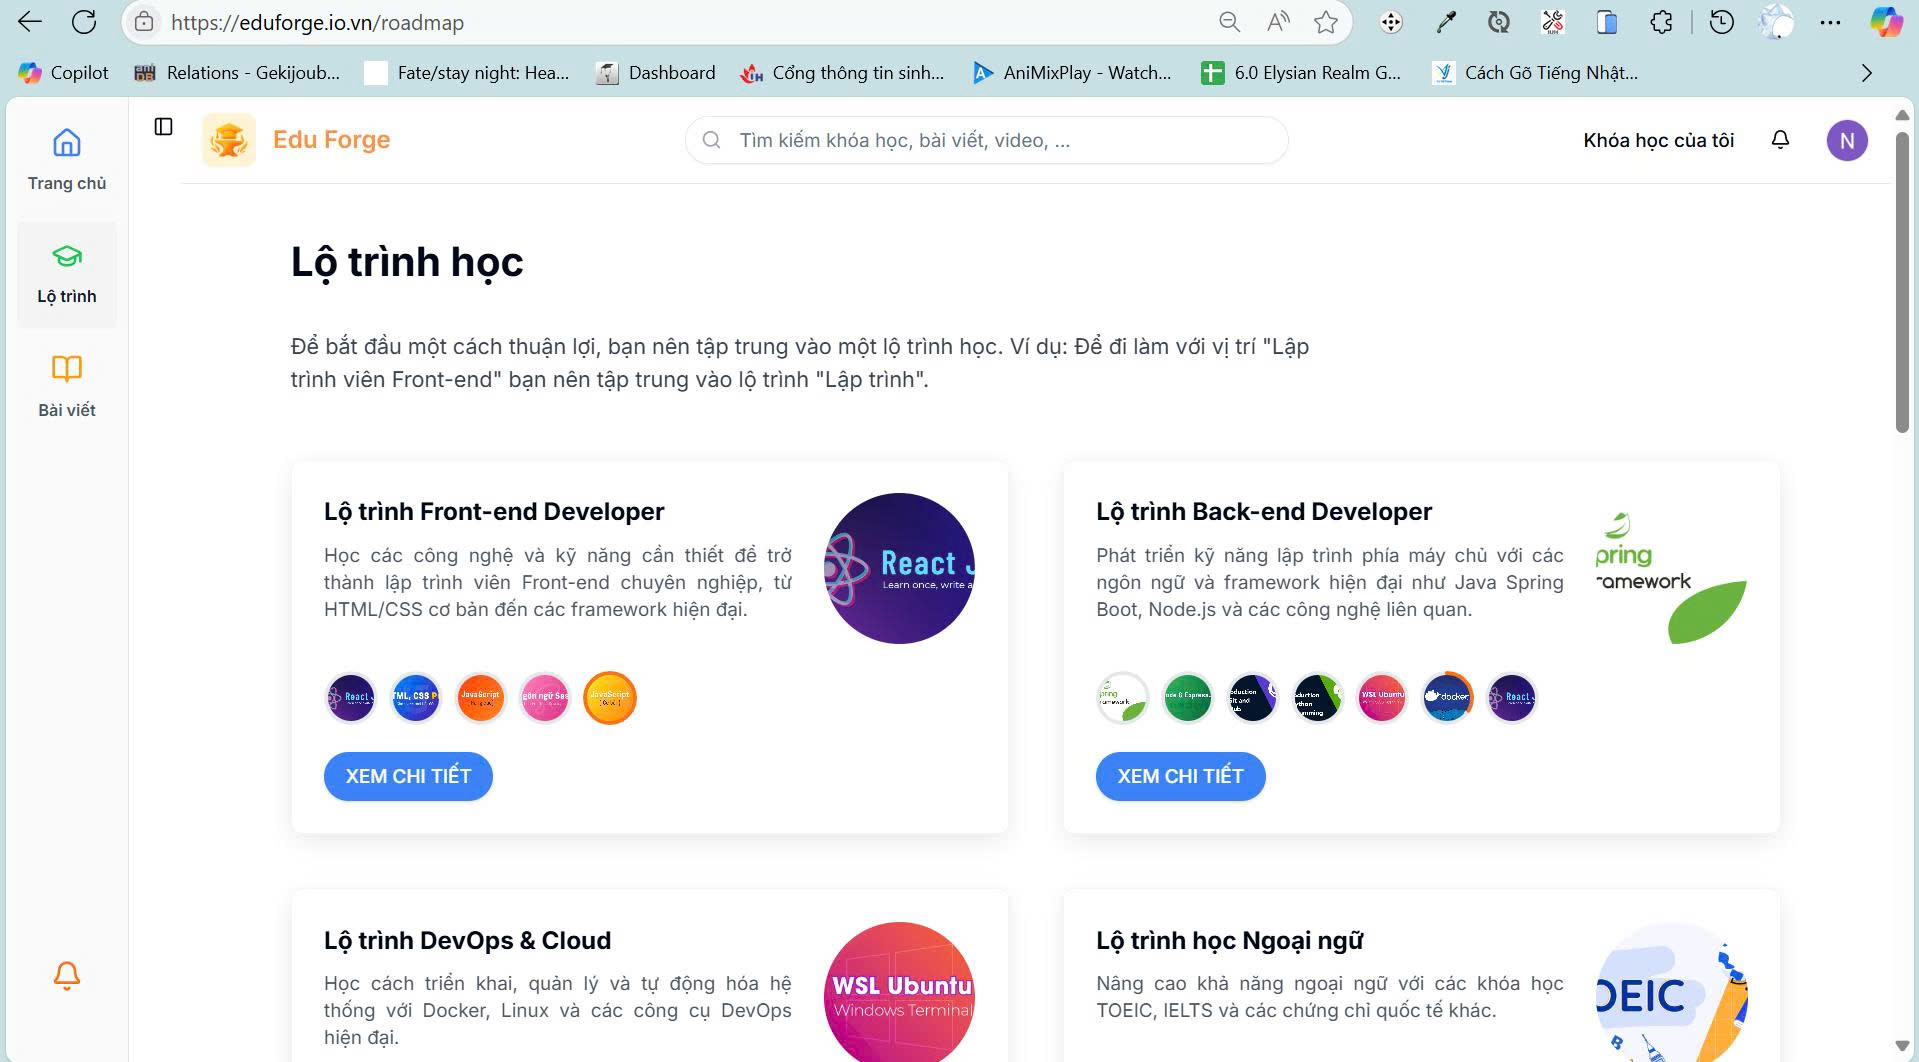 https://eduforge.io.vn/roadmap
Copilot
Relations - Gekijoub...
Fate/stay night: Hea...
Dashboard
Cổng thông tin sinh...
AniMixPlay - Watch...
6.0 Elysian Realm G...
Cách Gõ Tiếng Nhật...
Edu Forge
Tìm kiếm khóa học, bài viết, video, ...
Khóa học của tôi
N
Trang chủ
Lộ trình
Bài viết
Lộ trình học
Để bắt đầu một cách thuận lợi, bạn nên tập trung vào một lộ trình học. Ví dụ: Để đi làm với vị trí "Lập
trình viên Front-end" bạn nên tập trung vào lộ trình "Lập trình".
Lộ trình Front-end Developer
Học các công nghệ và kỹ năng cần thiết để trở
thành lập trình viên Front-end chuyên nghiệp, từ
HTML/CSS cơ bản đến các framework hiện đại.
React J
Learn once, write a
React
TML, CSS P
JavaScript
gôn ngữ Sas
JavaScript
XEM CHI TIẾT
Lộ trình Back-end Developer
Phát triển kỹ năng lập trình phía máy chủ với các
ngôn ngữ và framework hiện đại như Java Spring
Boot, Node.js và các công nghệ liên quan.
pring
ramework
pring
ramework
ode & Express
oduction
Git and
oduction
ython
mming
WSL Ubuntu
docker
React
XEM CHI TIẾT
Lộ trình DevOps & Cloud
Học cách triển khai, quản lý và tự động hóa hệ
thống với Docker, Linux và các công cụ DevOps
hiện đại.
WSL Ubuntu
Windows Terminal
Lộ trình học Ngoại ngữ
Nâng cao khả năng ngoại ngữ với các khóa học
TOEIC, IELTS và các chứng chỉ quốc tế khác.
OEIC
B